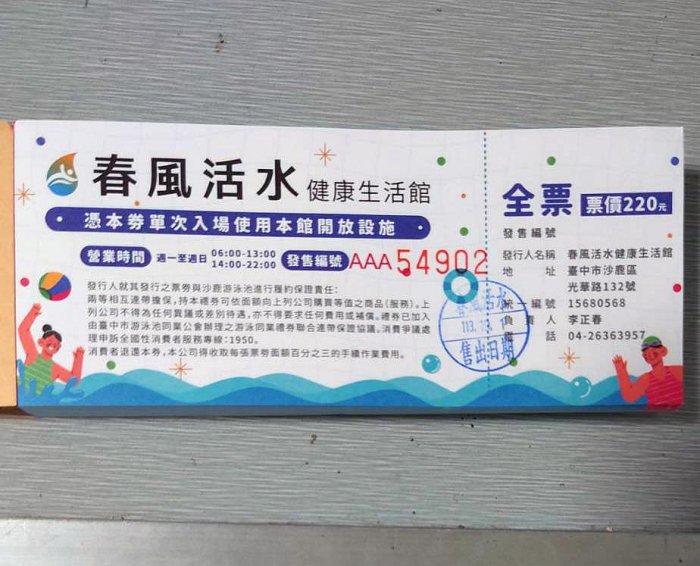 春風活水 健康生活館
憑本券單次入場使用本館開放設施
營業時間 週一至週日 06:00-13:00
14:00-22:00
發售編號 AAA54902
發行人就其發行之票券與沙鹿游泳池進行履約保證責任:
兩等相互連帶擔保,持本禮券可依面額向上列公司購買等值之商品(服務)。上
列公司不得為任何異議或差別待遇,亦不得要求任何費用或補償。禮券已加入
由臺中市游泳池同業公會辦理之游泳同業禮券聯合連帶保證協議。消費爭議處
理申訴全國性消費者服務專線:1950。
消費者退還本券,本公司得收取每張票券面額百分之三的手續作業費用。
春風活水
113.
售出日期
全票 票價220元
發售編號
發行人名稱 春風活水健康生活館
地址 臺中市沙鹿區
光華路132號
統一編號 15680568
負責人 李正春
電話 04-26363957